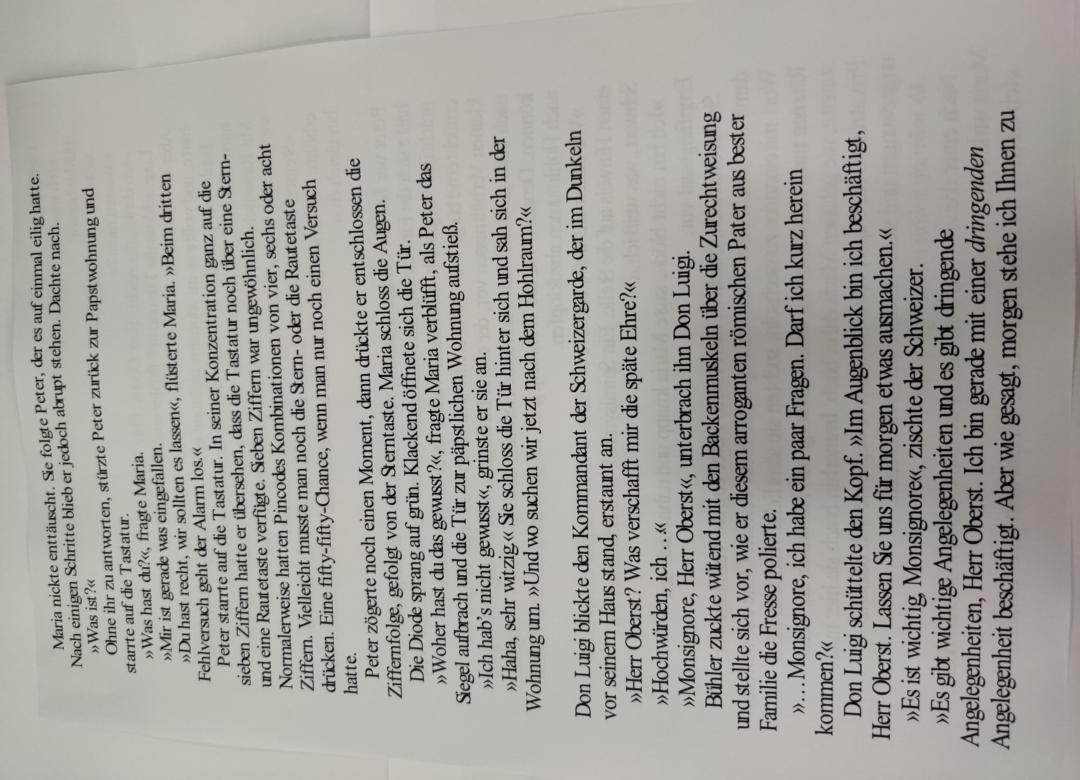 Maria nickte enttäuscht. Sie folgte Peter, der es auf einmal eilig hatte.
Nach einigen Schritte blieb er jedoch abrupt stehen. Dachte nach.
»Was ist?«
Ohne ihr zu antworten, stürzte Peter zurück zur Papstwohnung und
starrte auf die Tastatur.
»Was hast du?«, fragte Maria.
»Mir ist gerade was eingefallen.
»Du hast recht, wir sollten es lassen«, flüsterte Maria. »Beim dritten
Fehlversuch geht der Alarm los.«
Peter starrte auf die Tastatur. In seiner Konzentration ganz auf die
sieben Ziffern hatte er übersehen, dass die Tastatur noch über eine Stern-
und eine Rautetaste verfügte. Sieben Ziffern war ungewöhnlich.
Normalerweise hatten Pincodes Kombinationen von vier, sechs oder acht
Ziffern. Vielleicht musste man noch die Stern- oder die Rautetaste
drücken. Eine fifty-fifty-Chance, wenn man nur noch einen Versuch
hatte.
Peter zögerte noch einen Moment, dann drückte er entschlossen die
Ziffernfolge, gefolgt von der Sterntaste. Maria schloss die Augen.
Die Diode sprang auf grün. Klackend öffnete sich die Tür.
»Woher hast du das gewusst?«, fragte Maria verblüfft, als Peter das
Siegel aufbrach und die Tür zur päpstlichen Wohnung aufstieß.
»Ich hab's nicht gewusst«, grinste er sie an.
»Haha, sehr witzig.« Sie schloss die Tür hinter sich und sah sich in der
Wohnung um. »Und wo suchen wir jetzt nach dem Hohlraum?«
Don Luigi blickte den Kommandant der Schweizergarde, der im Dunkeln
vor seinem Haus stand, erstaunt an.
»Herr Oberst? Was verschafft mir die späte Ehre?«
»Hochwürden, ich …«
»Monsignore, Herr Oberst«, unterbrach ihn Don Luigi.
Bühler zuckte wütend mit den Backenmuskeln über die Zurechtweisung
und stellte sich vor, wie er diesem arroganten römischen Pater aus bester
Familie die Fresse polierte.
»…Monsignore, ich habe ein paar Fragen. Darf ich kurz herein
kommen?«
Don Luigi schüttelte den Kopf. »Im Augenblick bin ich beschäftigt,
Herr Oberst. Lassen Sie uns für morgen etwas ausmachen.«
»Es ist wichtig, Monsignore«, zischte der Schweizer.
»Es gibt wichtige Angelegenheiten und es gibt dringende
Angelegenheiten, Herr Oberst. Ich bin gerade mit einer dringenden
Angelegenheit beschäftigt. Aber wie gesagt, morgen stehe ich Ihnen zu